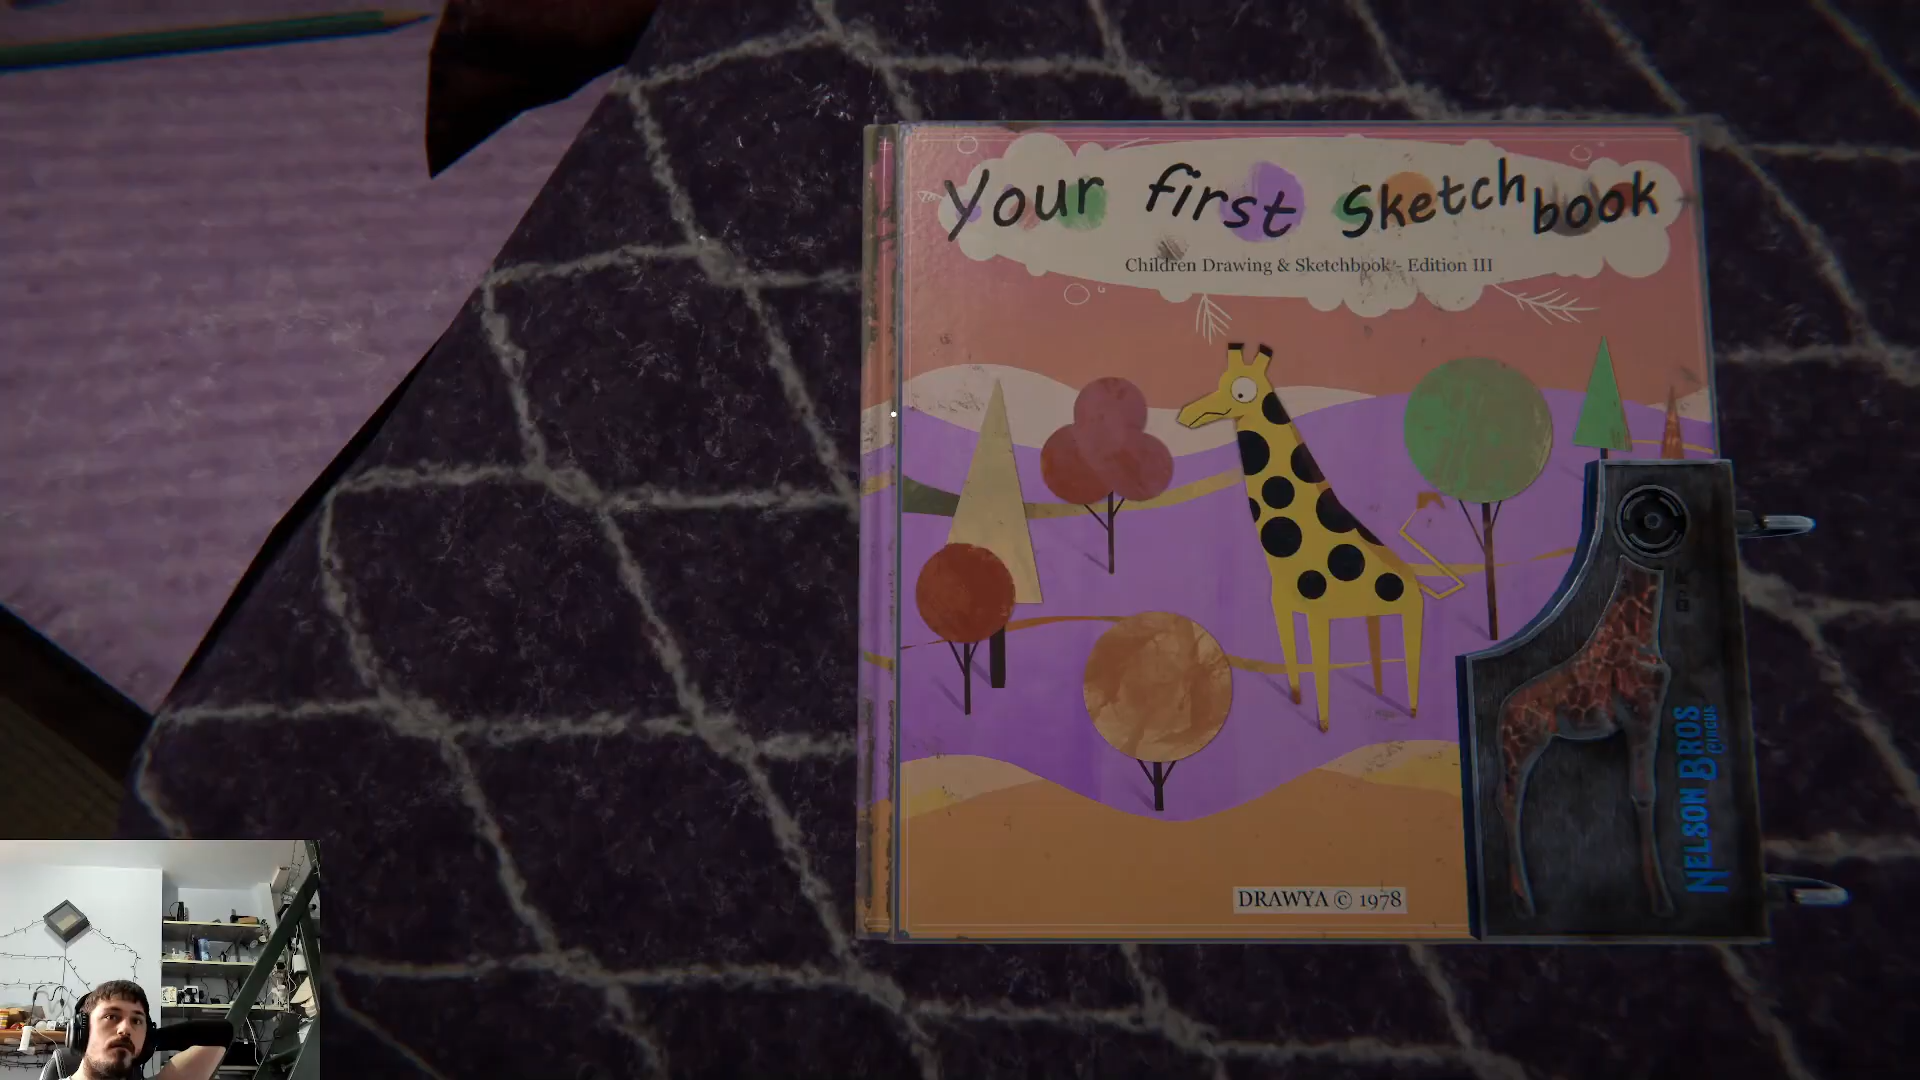 Your first Sketchbook
Children Drawing & Sketchbook - Edition III
NELSON BROS
CIRCUS
DRAWYA © 1978